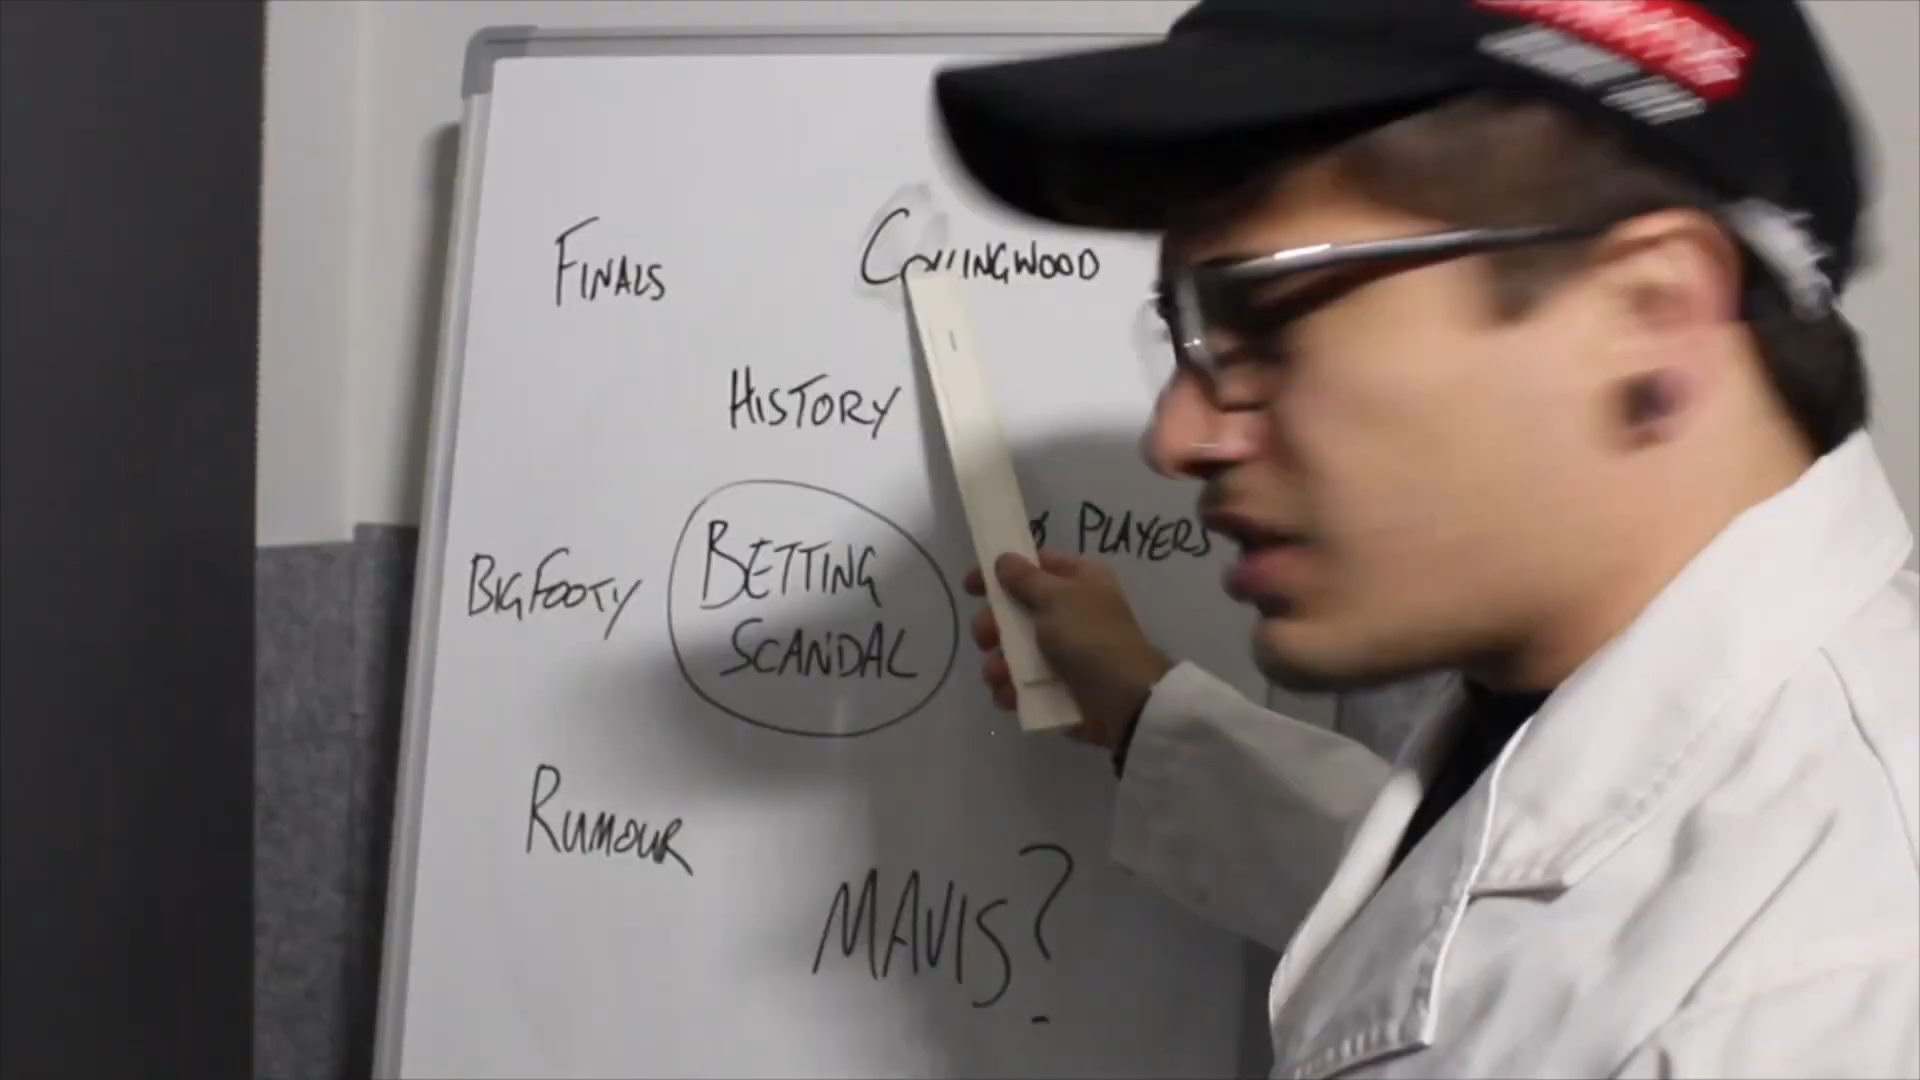 FINALS
COLLINGWOOD
HISTORY
PLAYERS
BIGFOOTY
BETTING
SCANDAL
RUMOUR
MAVIS?